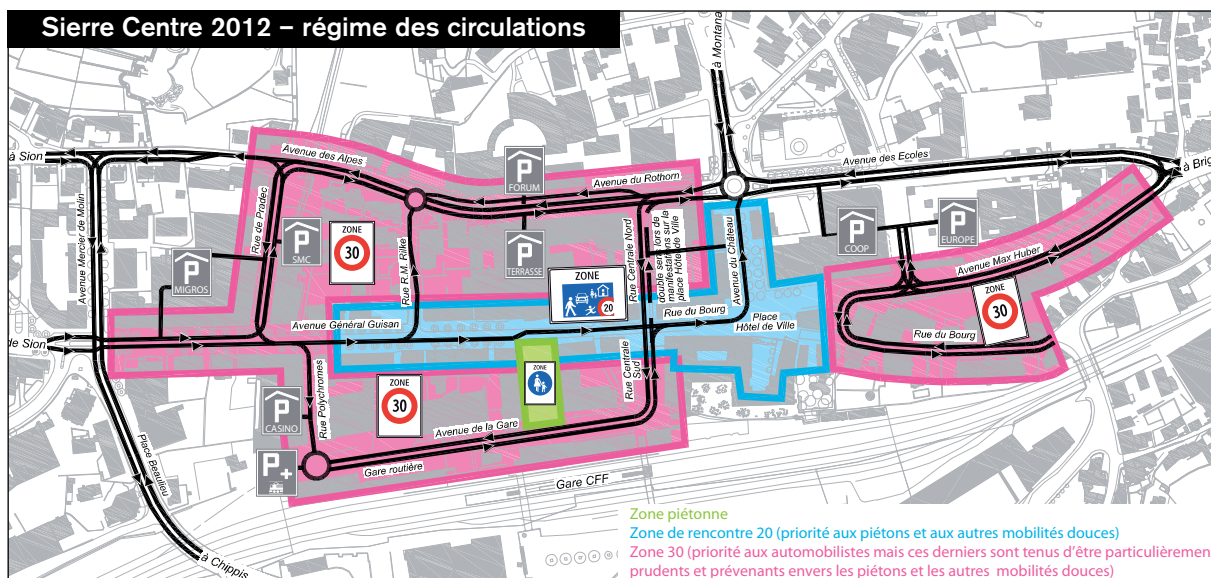 Sierre Centre 2012 – régime des circulations
à Montana
à Sion
Avenue des Alpes
Avenue des Ecoles
à Brig
FORUM
Avenue du Rothorn
Avenue Mercier de Molin
Rue de Pradec
SMC
ZONE
30
Rue R.M. Rilke
TERRASSE
Rue Centrale Nord
double sens lors de
manifestations sur la
place Hôtel de Ville
Avenue du Château
COOP
EUROPE
MIGROS
ZONE
20
Avenue Max Huber
ZONE
30
Avenue Général Guisan
Rue du Bourg
Place
Hôtel de Ville
Rue du Bourg
de Sion
Rue Polychromes
ZONE
30
ZONE
Rue Centrale
Sud
CASINO
Avenue de la Gare
P+
Gare routière
Gare CFF
Place Beaulieu
à Chippis
Zone piétonne
Zone de rencontre 20 (priorité aux piétons et aux autres mobilités douces)
Zone 30 (priorité aux automobilistes mais ces derniers sont tenus d'être particulièremen
prudents et prévenants envers les piétons et les autres mobilités douces)